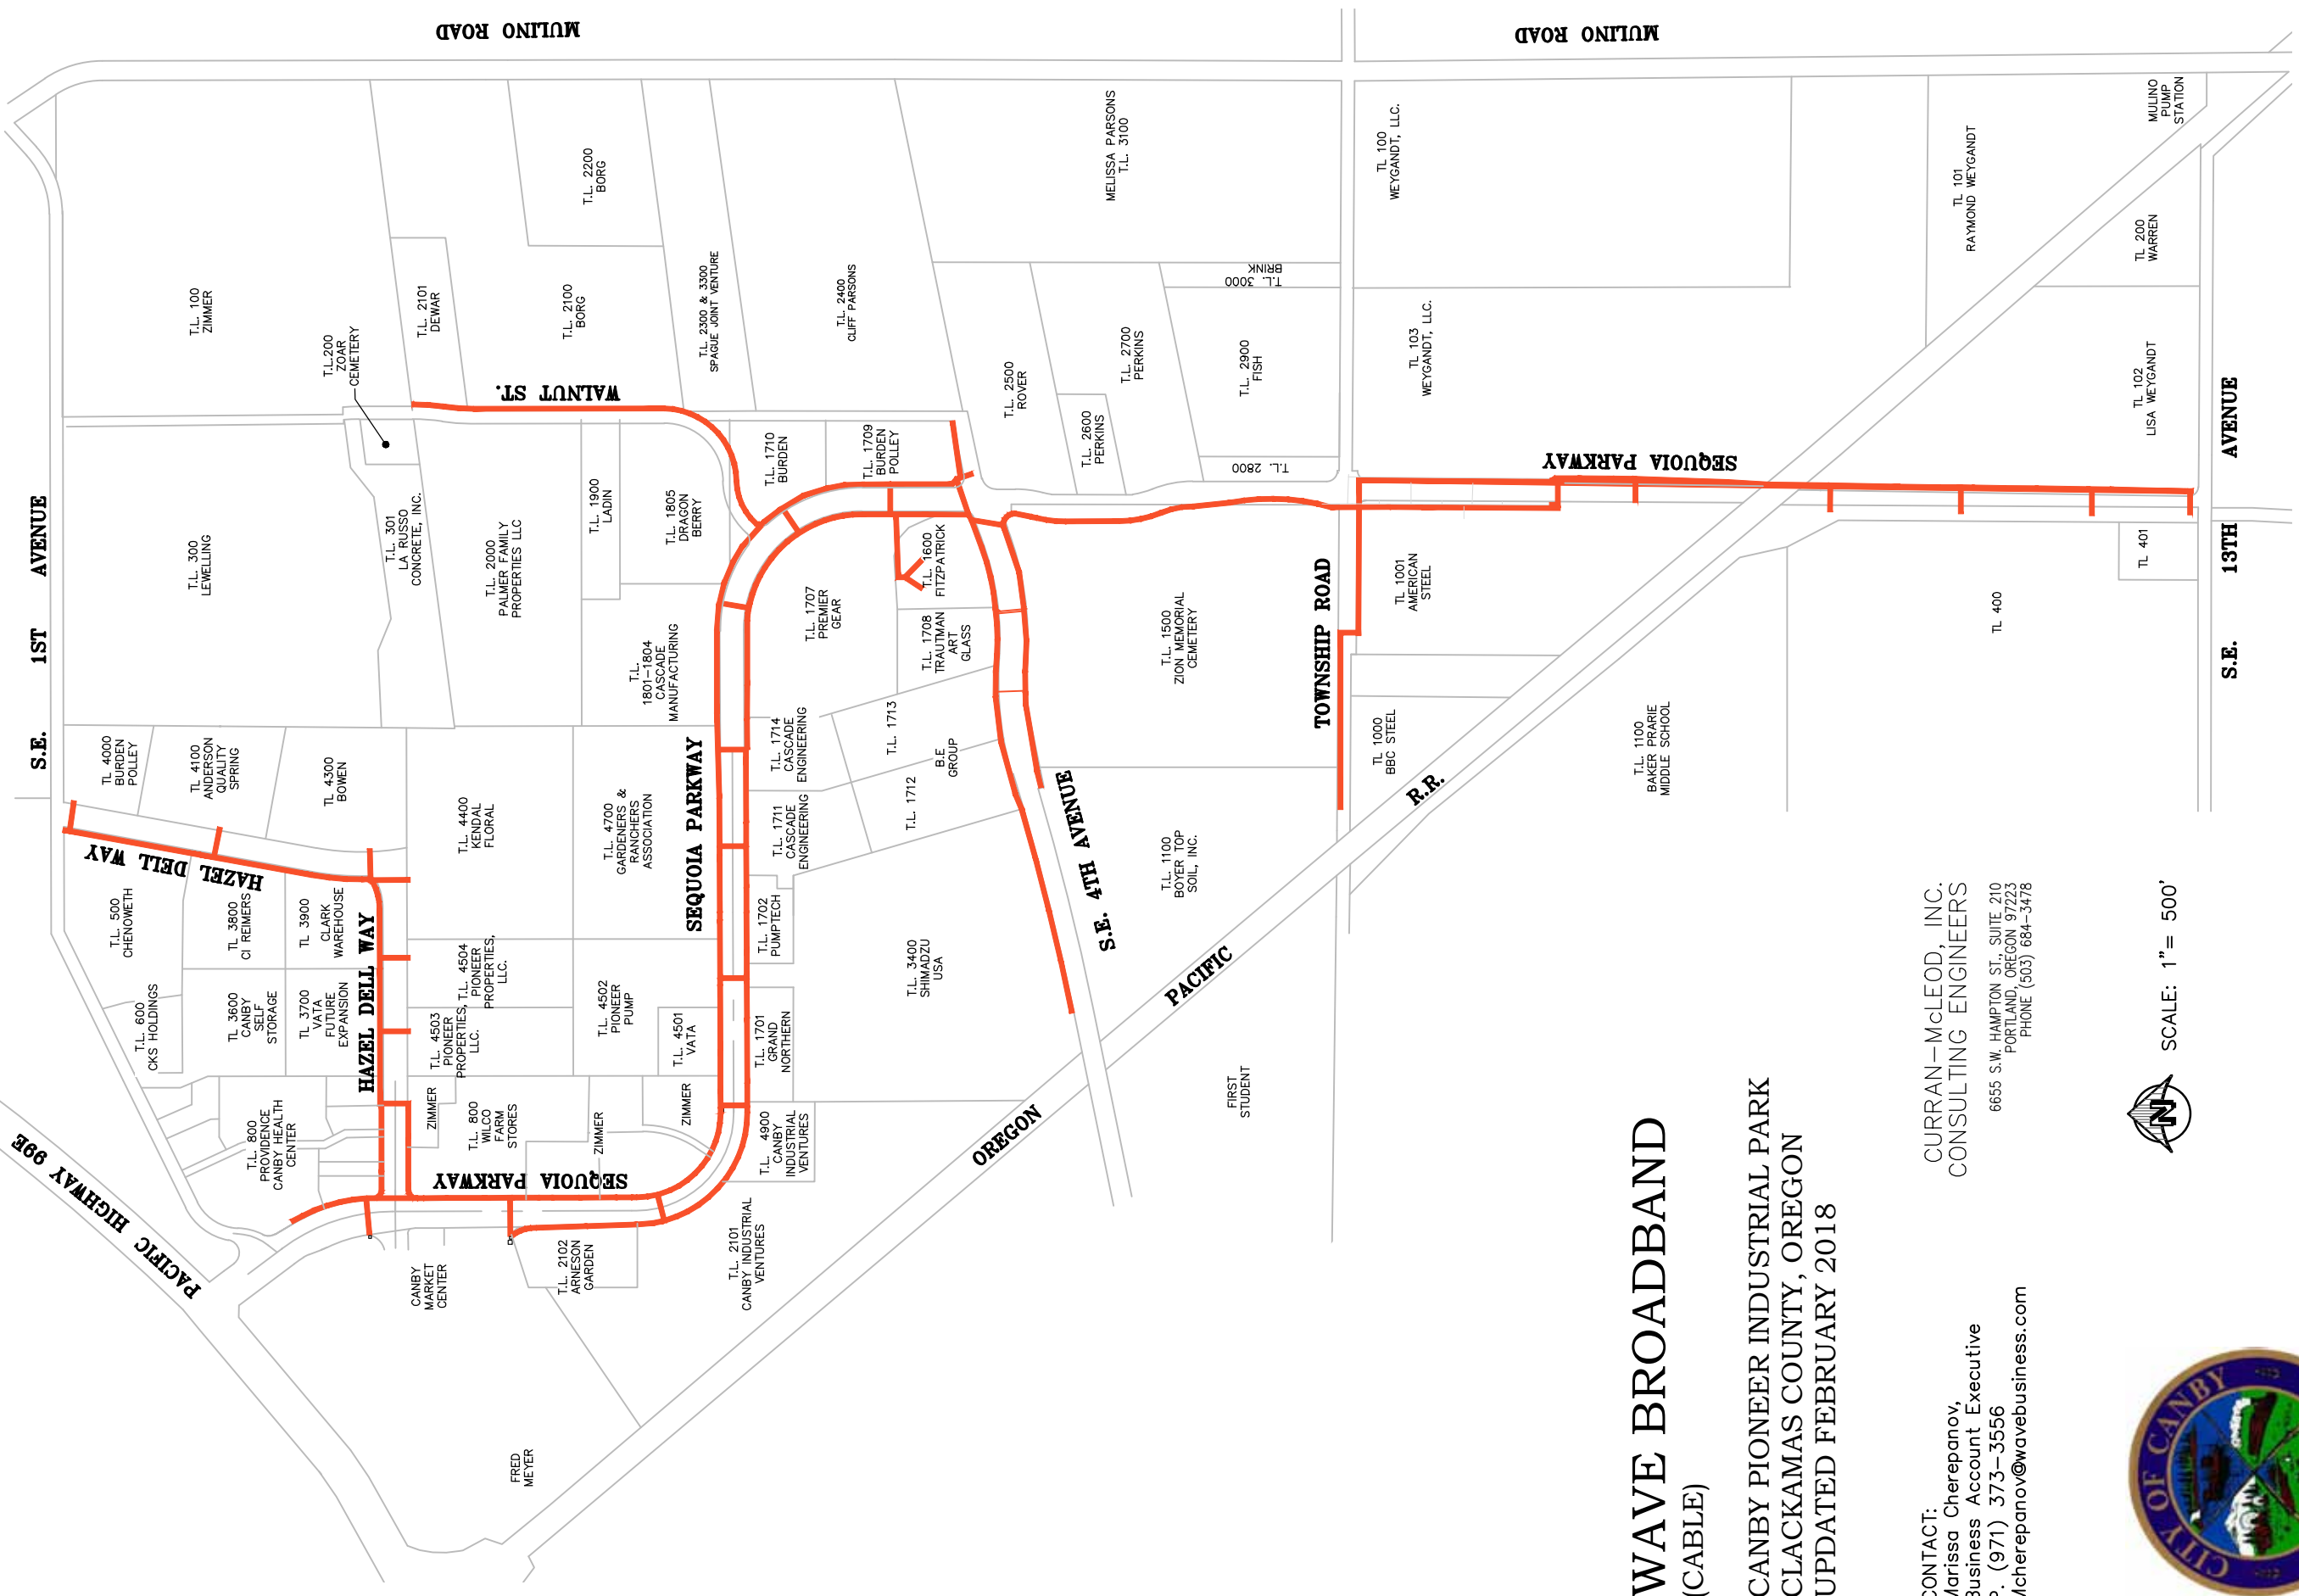 MULINO ROAD
MULINO ROAD
S.E. 1ST AVENUE
T.L. 100
ZIMMER
T.L. 2101
DEWAR
T.L. 2200
BORG
T.L. 2100
BORG
T.L.200
ZOAR
CEMETERY
T.L. 2300 & 3300
SPAGUE JOINT VENTURE
T.L. 2400
CLIFF PARSONS
MELISSA PARSONS
T.L. 3100
T.L. 3000
BRINK
T.L. 2500
ROVER
T.L. 2700
PERKINS
T.L. 2600
PERKINS
T.L. 2900
FISH
T.L. 2800
TL 100
WEYGANDT, LLC.
TL 103
WEYGANDT, LLC.
TL 101
RAYMOND WEYGANDT
MULINO
PUMP
STATION
TL 200
WARREN
TL 102
LISA WEYGANDT
WALNUT ST.
T.L. 300
LEWELLING
T.L. 301
LA RUSSO
CONCRETE, INC.
T.L. 2000
PALMER FAMILY
PROPERTIES LLC
T.L. 1900
LADIN
T.L. 1805
DRAGON
BERRY
T.L. 1710
BURDEN
T.L. 1709
BURDEN
POLLEY
T.L.
1801-1804
CASCADE
MANUFACTURING
T.L. 1707
PREMIER
GEAR
T.L. 1600
FITZPATRICK
T.L. 1708
TRAUTMAN
ART
GLASS
T.L. 1500
ZION MEMORIAL
CEMETERY
TOWNSHIP ROAD
TL 1001
AMERICAN
STEEL
SEQUOIA PARKWAY
TL 401
TL 400
S.E. 13TH AVENUE
TL 4000
BURDEN
POLLEY
TL 4100
ANDERSON
QUALITY
SPRING
TL 4300
BOWEN
T.L. 4400
KENDAL
FLORAL
T.L. 4700
GARDENERS &
RANCHERS
ASSOCIATION
SEQUOIA PARKWAY
T.L. 1714
CASCADE
ENGINEERING
T.L. 1713
T.L. 1712
B.E
GROUP
T.L. 1711
CASCADE
ENGINEERING
S.E. 4TH AVENUE
T.L. 1100
BOYER TOP
SOIL, INC.
TL 1000
BBC STEEL
T.L. 1100
BAKER PRARIE
MIDDLE SCHOOL
HAZEL DELL WAY
T.L. 500
CHENOWETH
TL 3800
CI REIMERS
TL 3900
CLARK
WAREHOUSE
HAZEL DELL WAY
T.L. 4504
PIONEER
PROPERTIES,
LLC.
T.L. 4503
PIONEER
PROPERTIES,
LLC.
T.L. 4502
PIONEER
PUMP
T.L. 4501
VATA
T.L. 1702
PUMPTECH
T.L. 1701
GRAND
NORTHERN
T.L. 3400
SHIMADZU
USA
T.L. 600
CKS HOLDINGS
TL 3600
CANBY
SELF
STORAGE
TL 3700
VATA
FUTURE
EXPANSION
T.L. 800
PROVIDENCE
CANBY HEALTH
CENTER
ZIMMER
T.L. 800
WILCO
FARM
STORES
ZIMMER
ZIMMER
SEQUOIA PARKWAY
T.L. 4900
CANBY
INDUSTRIAL
VENTURES
T.L. 2101
CANBY INDUSTRIAL
VENTURES
T.L. 2102
ARNESON
GARDEN
CANBY
MARKET
CENTER
PACIFIC HIGHWAY 99E
FRED
MEYER
FIRST
STUDENT
OREGON PACIFIC R.R.
WAVE BROADBAND
(CABLE)
CANBY PIONEER INDUSTRIAL PARK
CLACKAMAS COUNTY, OREGON
UPDATED FEBRUARY 2018
CURRAN-McLEOD, INC.
CONSULTING ENGINEERS
6655 S.W. HAMPTON ST., SUITE 210
PORTLAND, OREGON 97223
PHONE (503) 684-3478
N
SCALE: 1"= 500'
CONTACT:
Marissa Cherepanov,
Business Account Executive
P. (971) 373-3556
Mcherepanov@wavebusiness.com
CITY OF CANBY